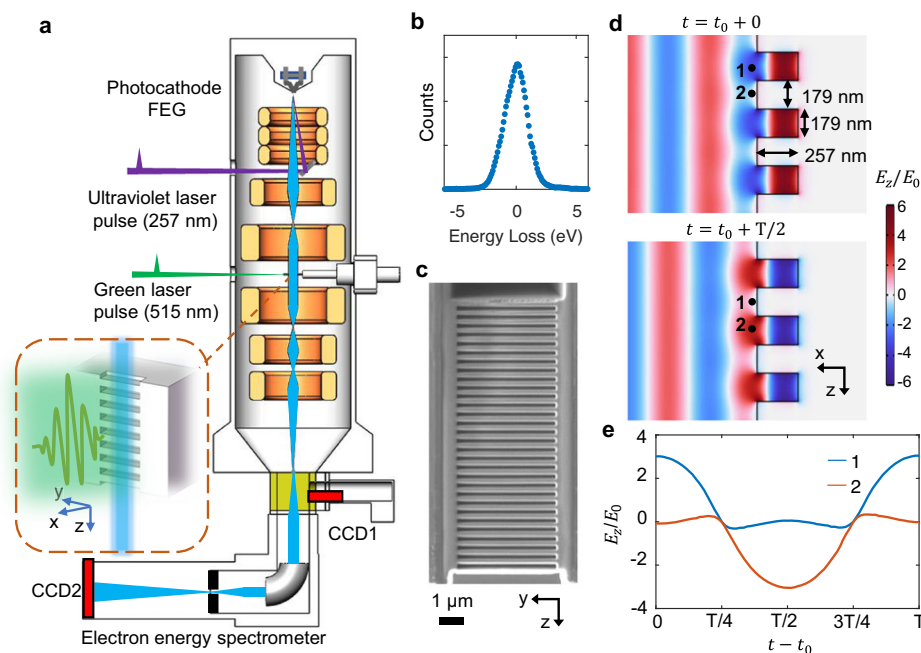 a
Photocathode
FEG
Ultraviolet laser
pulse (257 nm)
Green laser
pulse (515 nm)
y
x
z
CCD1
CCD2
Electron energy spectrometer
b
Counts
-5
0
5
Energy Loss (eV)
c
1 µm
y
z
d
t = t₀ + 0
1
2
179 nm
179 nm
257 nm
t = t₀ + T/2
1
2
x
z
E_z/E₀
6
4
2
0
-2
-4
-6
e
1
2
E_z/E₀
4
2
0
-2
-4
0
T/4
T/2
3T/4
T
t − t₀